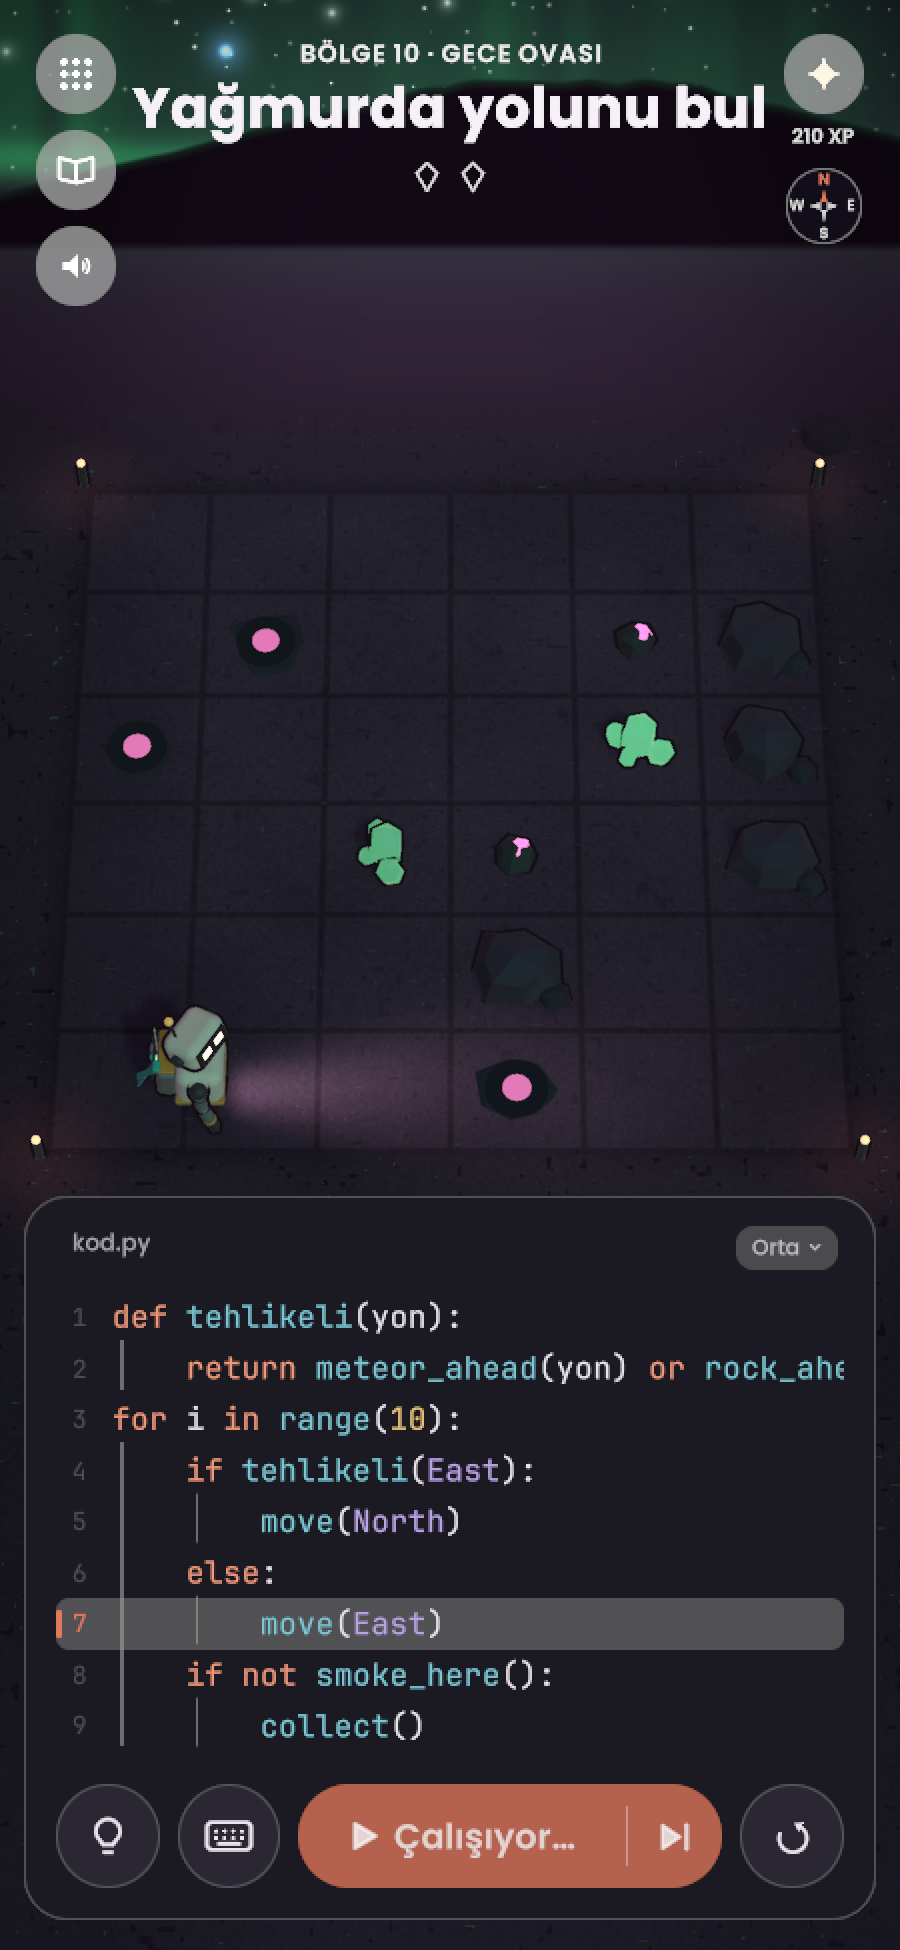 BÖLGE 10 · GECE OVASI
Yağmurda yolunu bul
210 XP
N
W E
S
kod.py
Orta
1 def tehlikeli(yon):
2 return meteor_ahead(yon) or rock_ahe
3 for i in range(10):
4 if tehlikeli(East):
5 move(North)
6 else:
7 move(East)
8 if not smoke_here():
9 collect()
Çalışıyor...